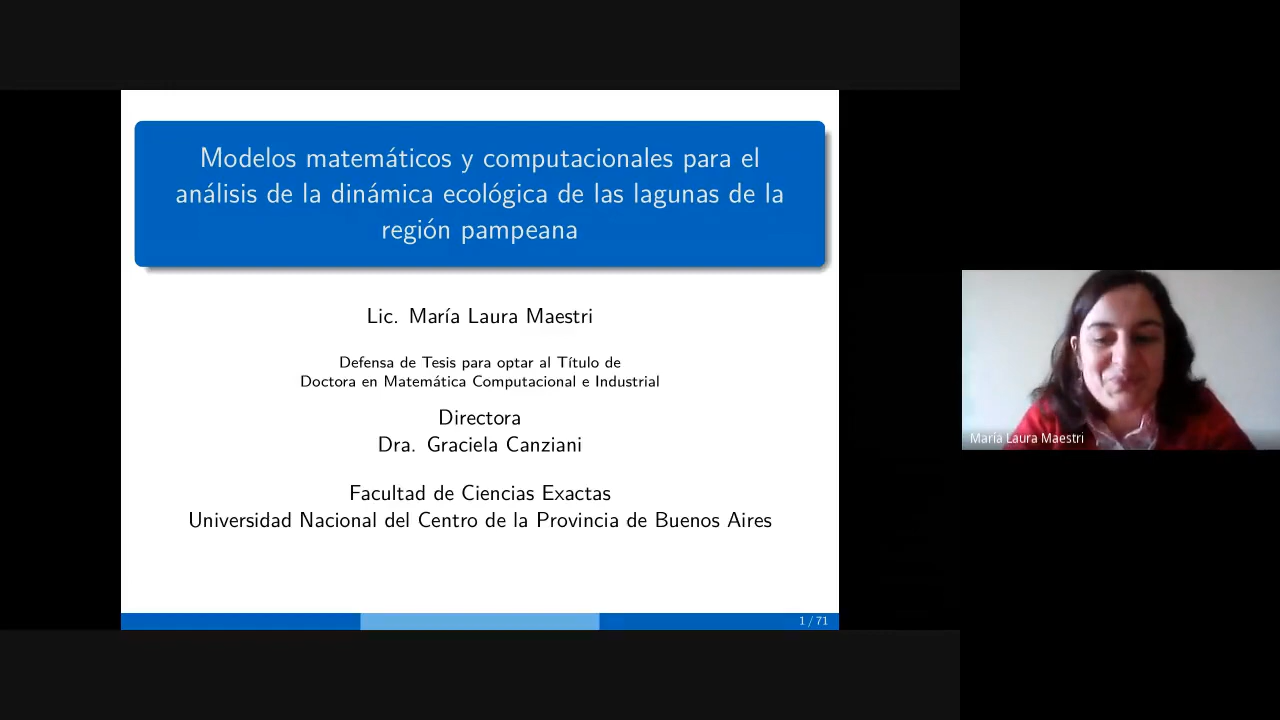 Modelos matemáticos y computacionales para el
análisis de la dinámica ecológica de las lagunas de la
región pampeana
Lic. María Laura Maestri
Defensa de Tesis para optar al Título de
Doctora en Matemática Computacional e Industrial
Directora
Dra. Graciela Canziani
Facultad de Ciencias Exactas
Universidad Nacional del Centro de la Provincia de Buenos Aires
1 / 71
María Laura Maestri